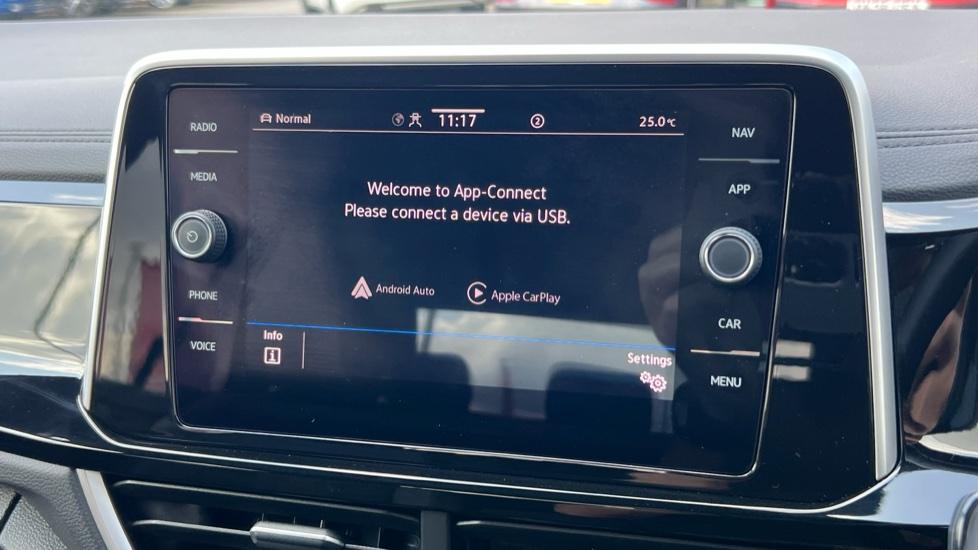 RADIO
MEDIA
PHONE
VOICE
Normal 11:17 2 25.0°C
Welcome to App-Connect
Please connect a device via USB.
Android Auto Apple CarPlay
Info
Settings
NAV
APP
CAR
MENU